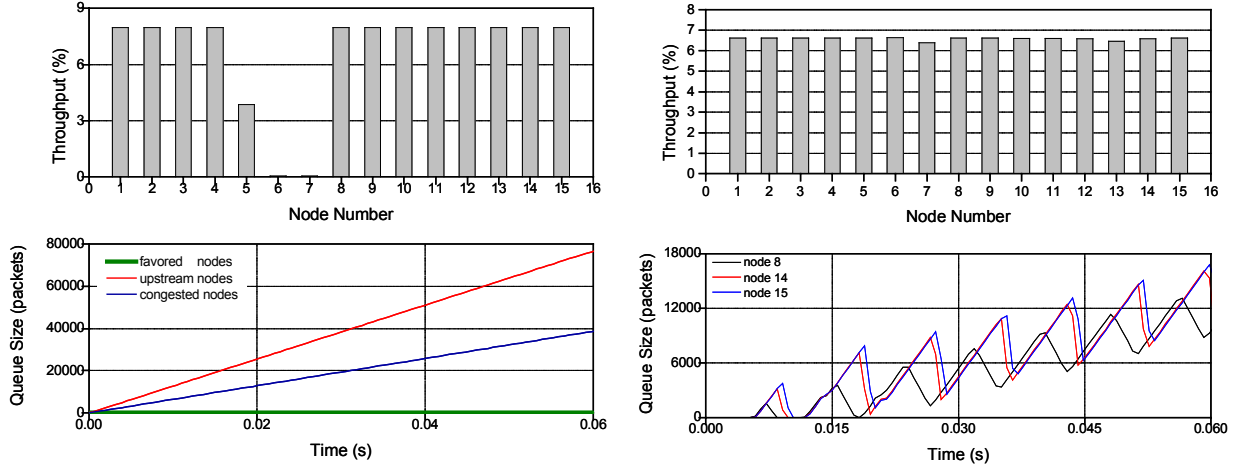 9
6
3
0
Throughput (%)
0 1 2 3 4 5 6 7 8 9 10 11 12 13 14 15 16
Node Number
8
7
6
5
4
3
2
1
0
Throughput (%)
0 1 2 3 4 5 6 7 8 9 10 11 12 13 14 15 16
Node Number
80000
60000
40000
20000
0
Queue Size (packets)
favored nodes
upstream nodes
congested nodes
0.00 0.02 0.04 0.06
Time (s)
18000
12000
6000
0
Queue Size (packets)
node 8
node 14
node 15
0.000 0.015 0.030 0.045 0.060
Time (s)